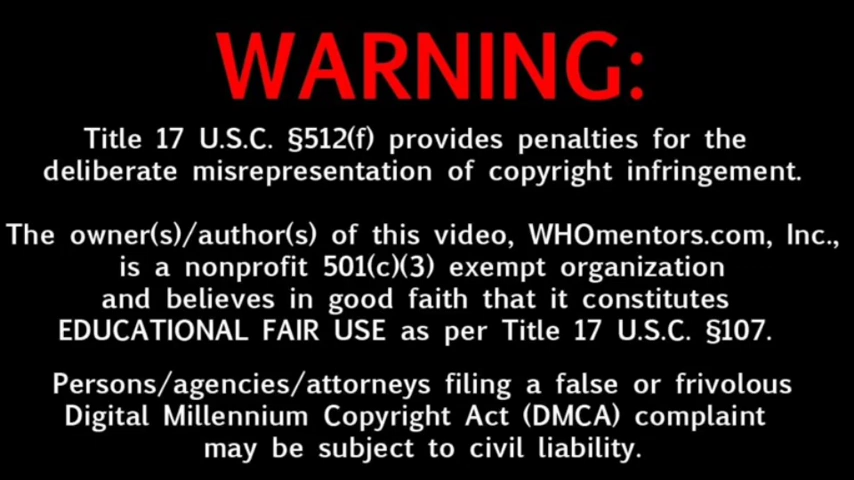 WARNING:
Title 17 U.S.C. §512(f) provides penalties for the
deliberate misrepresentation of copyright infringement.
The owner(s)/author(s) of this video, WHOmentors.com, Inc.,
is a nonprofit 501(c)(3) exempt organization
and believes in good faith that it constitutes
EDUCATIONAL FAIR USE as per Title 17 U.S.C. §107.
Persons/agencies/attorneys filing a false or frivolous
Digital Millennium Copyright Act (DMCA) complaint
may be subject to civil liability.